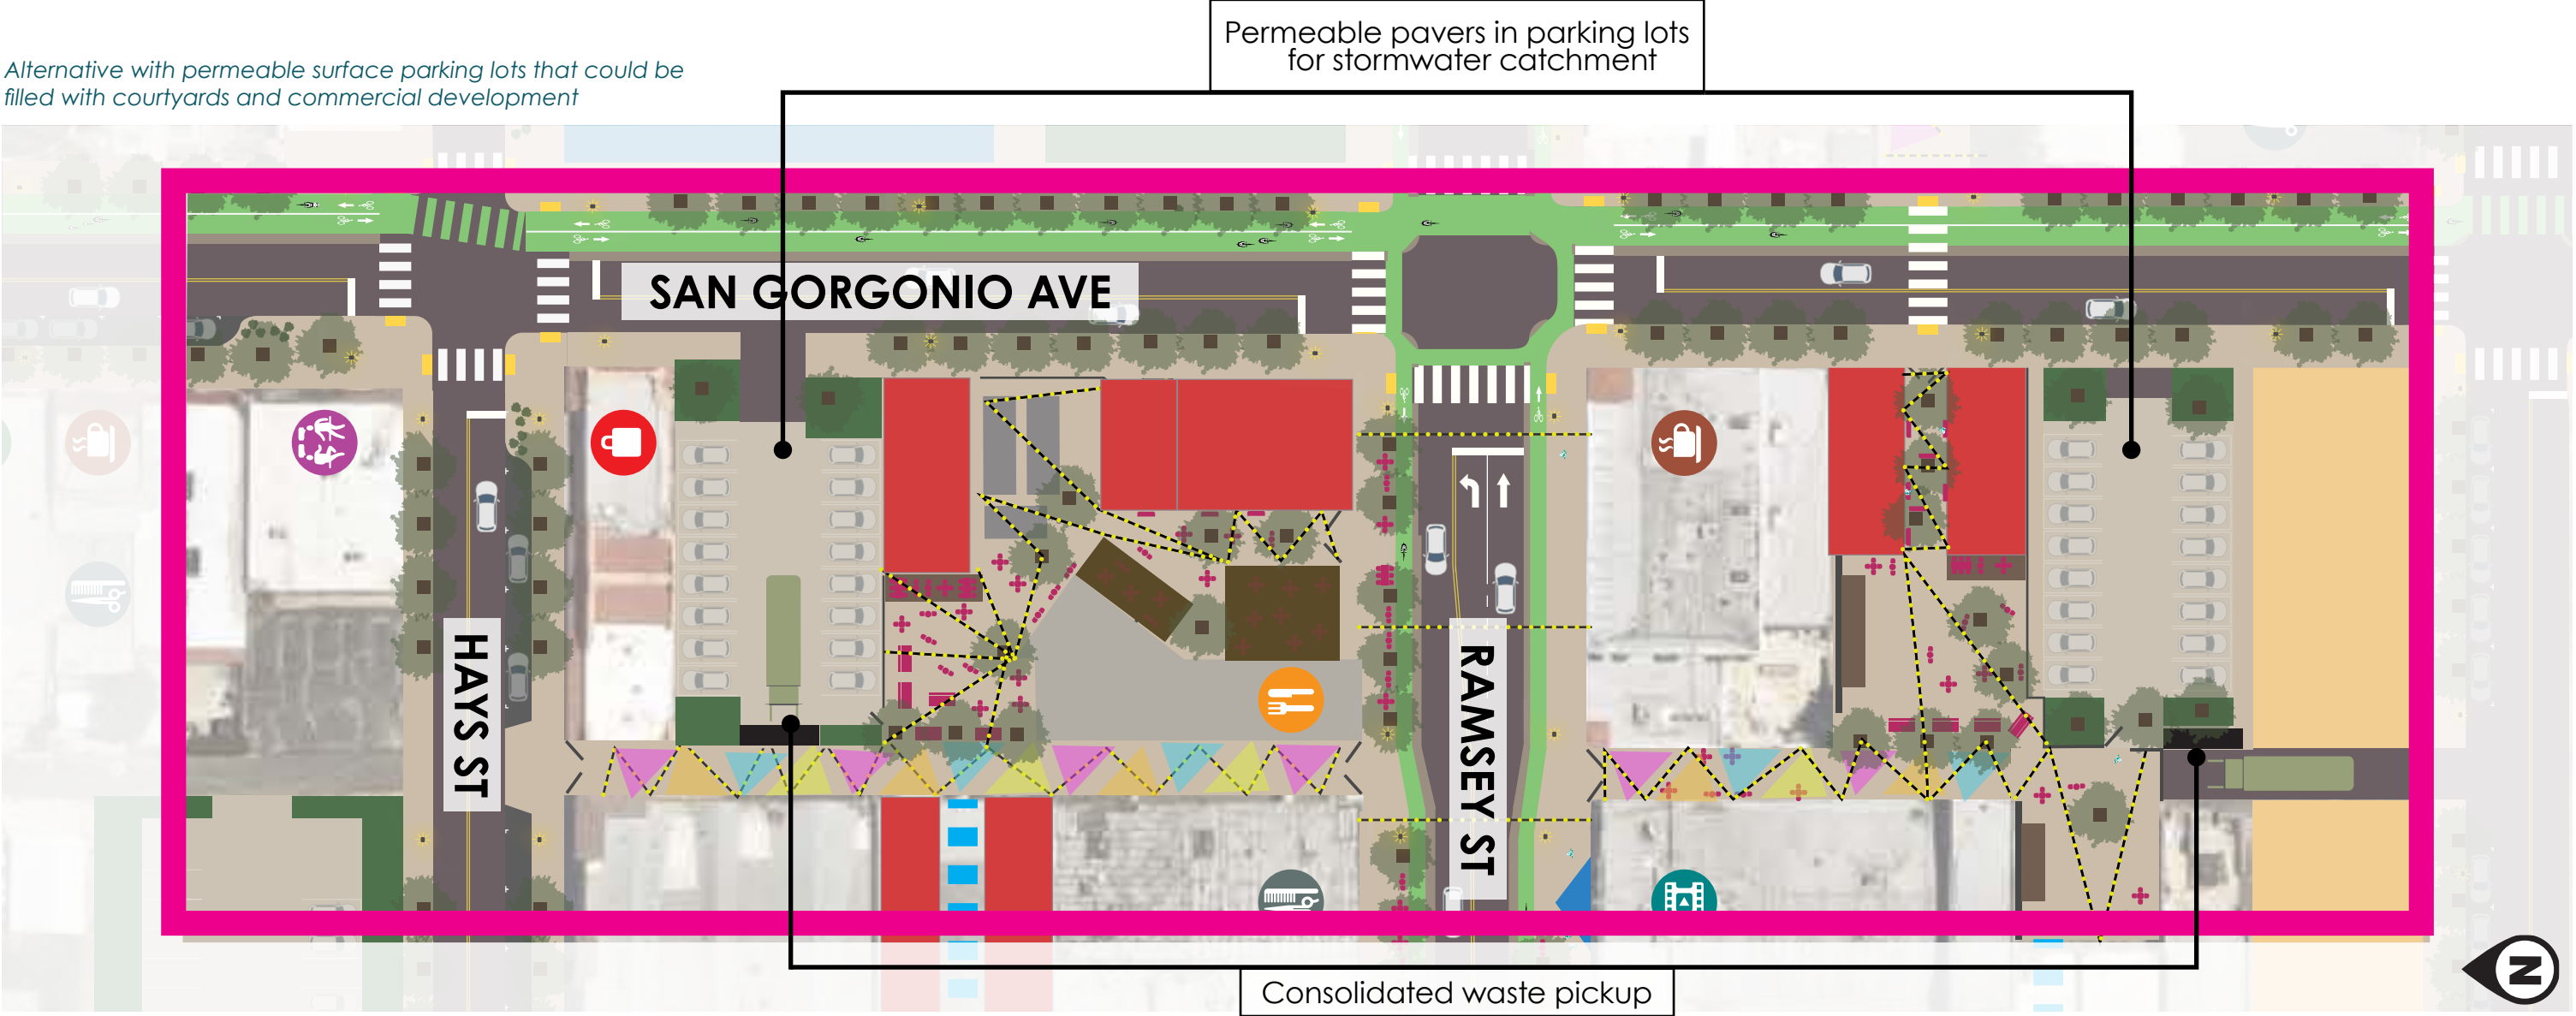 Permeable pavers in parking lots
for stormwater catchment
Alternative with permeable surface parking lots that could be
filled with courtyards and commercial development
SAN GORGONIO AVE
HAYS ST
RAMSEY ST
Consolidated waste pickup
N